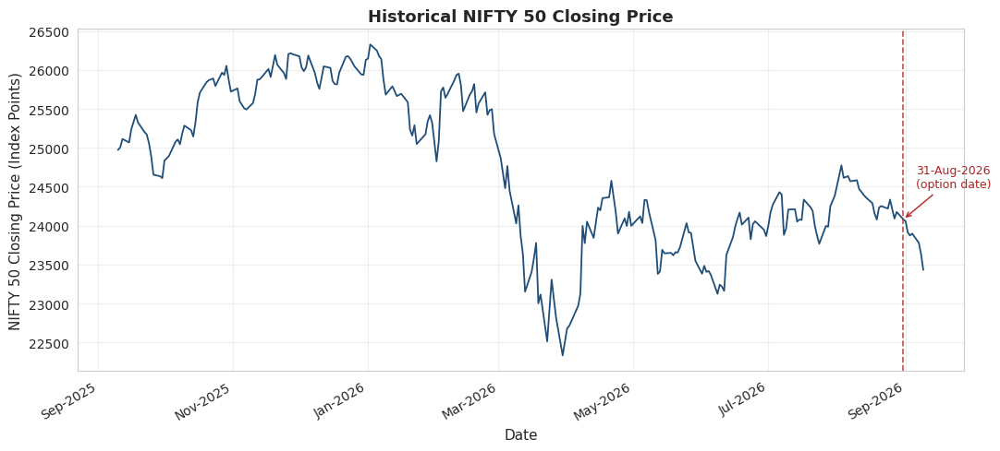 Historical NIFTY 50 Closing Price
NIFTY 50 Closing Price (Index Points)
26500
26000
25500
25000
24500
24000
23500
23000
22500
31-Aug-2026
(option date)
Sep-2025
Nov-2025
Jan-2026
Mar-2026
May-2026
Jul-2026
Sep-2026
Date